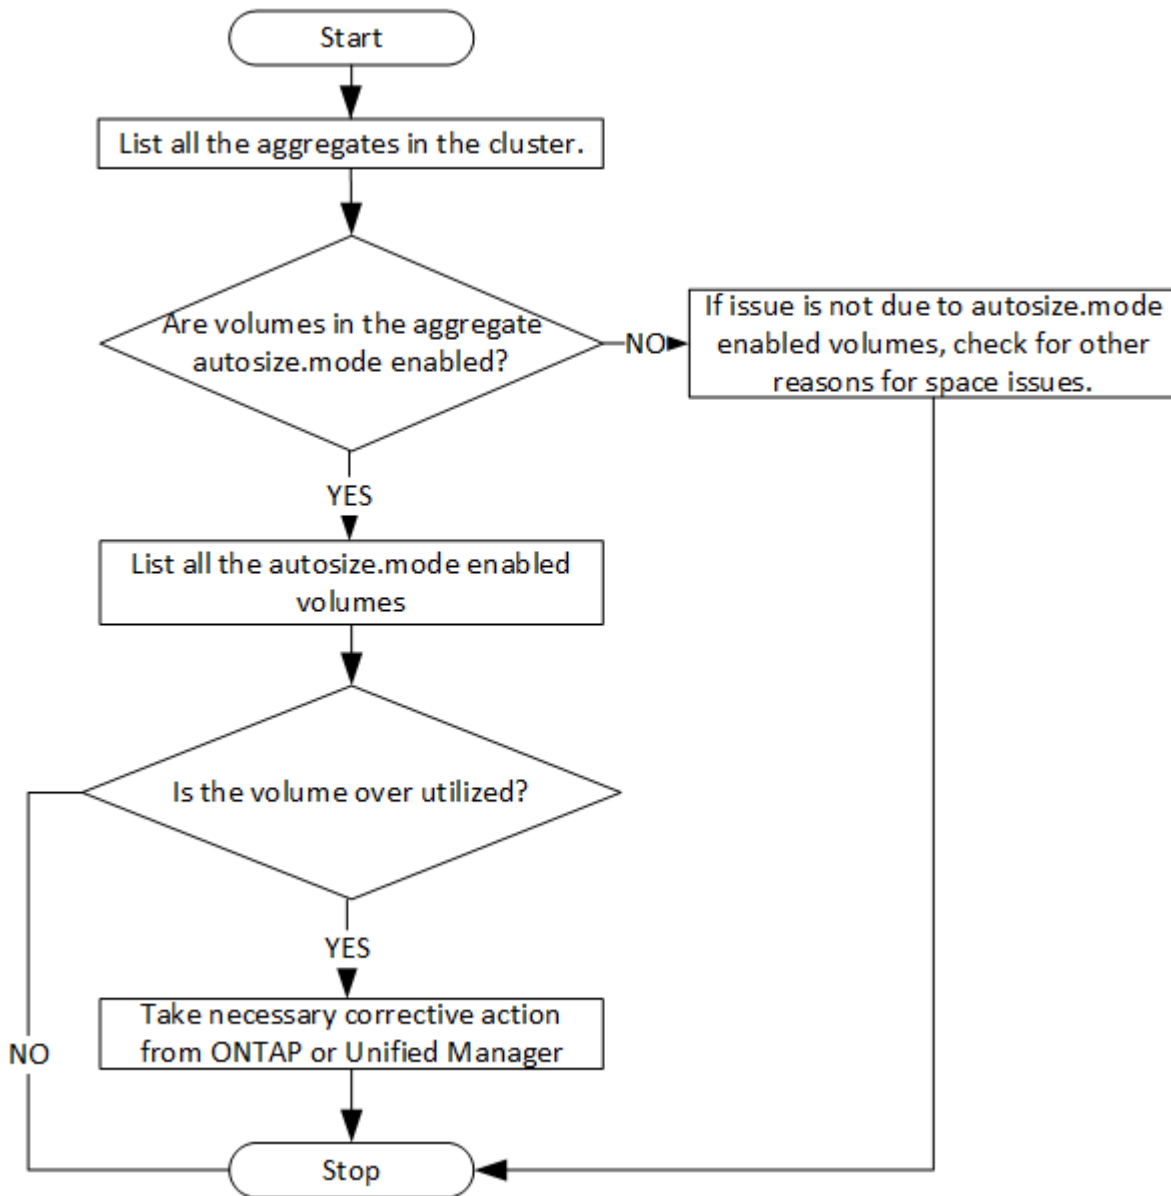 Start
List all the aggregates in the cluster.
Are volumes in the aggregate
autosize.mode enabled?
NO
If issue is not due to autosize.mode
enabled volumes, check for other
reasons for space issues.
YES
List all the autosize.mode enabled
volumes
Is the volume over utilized?
YES
Take necessary corrective action
from ONTAP or Unified Manager
NO
Stop